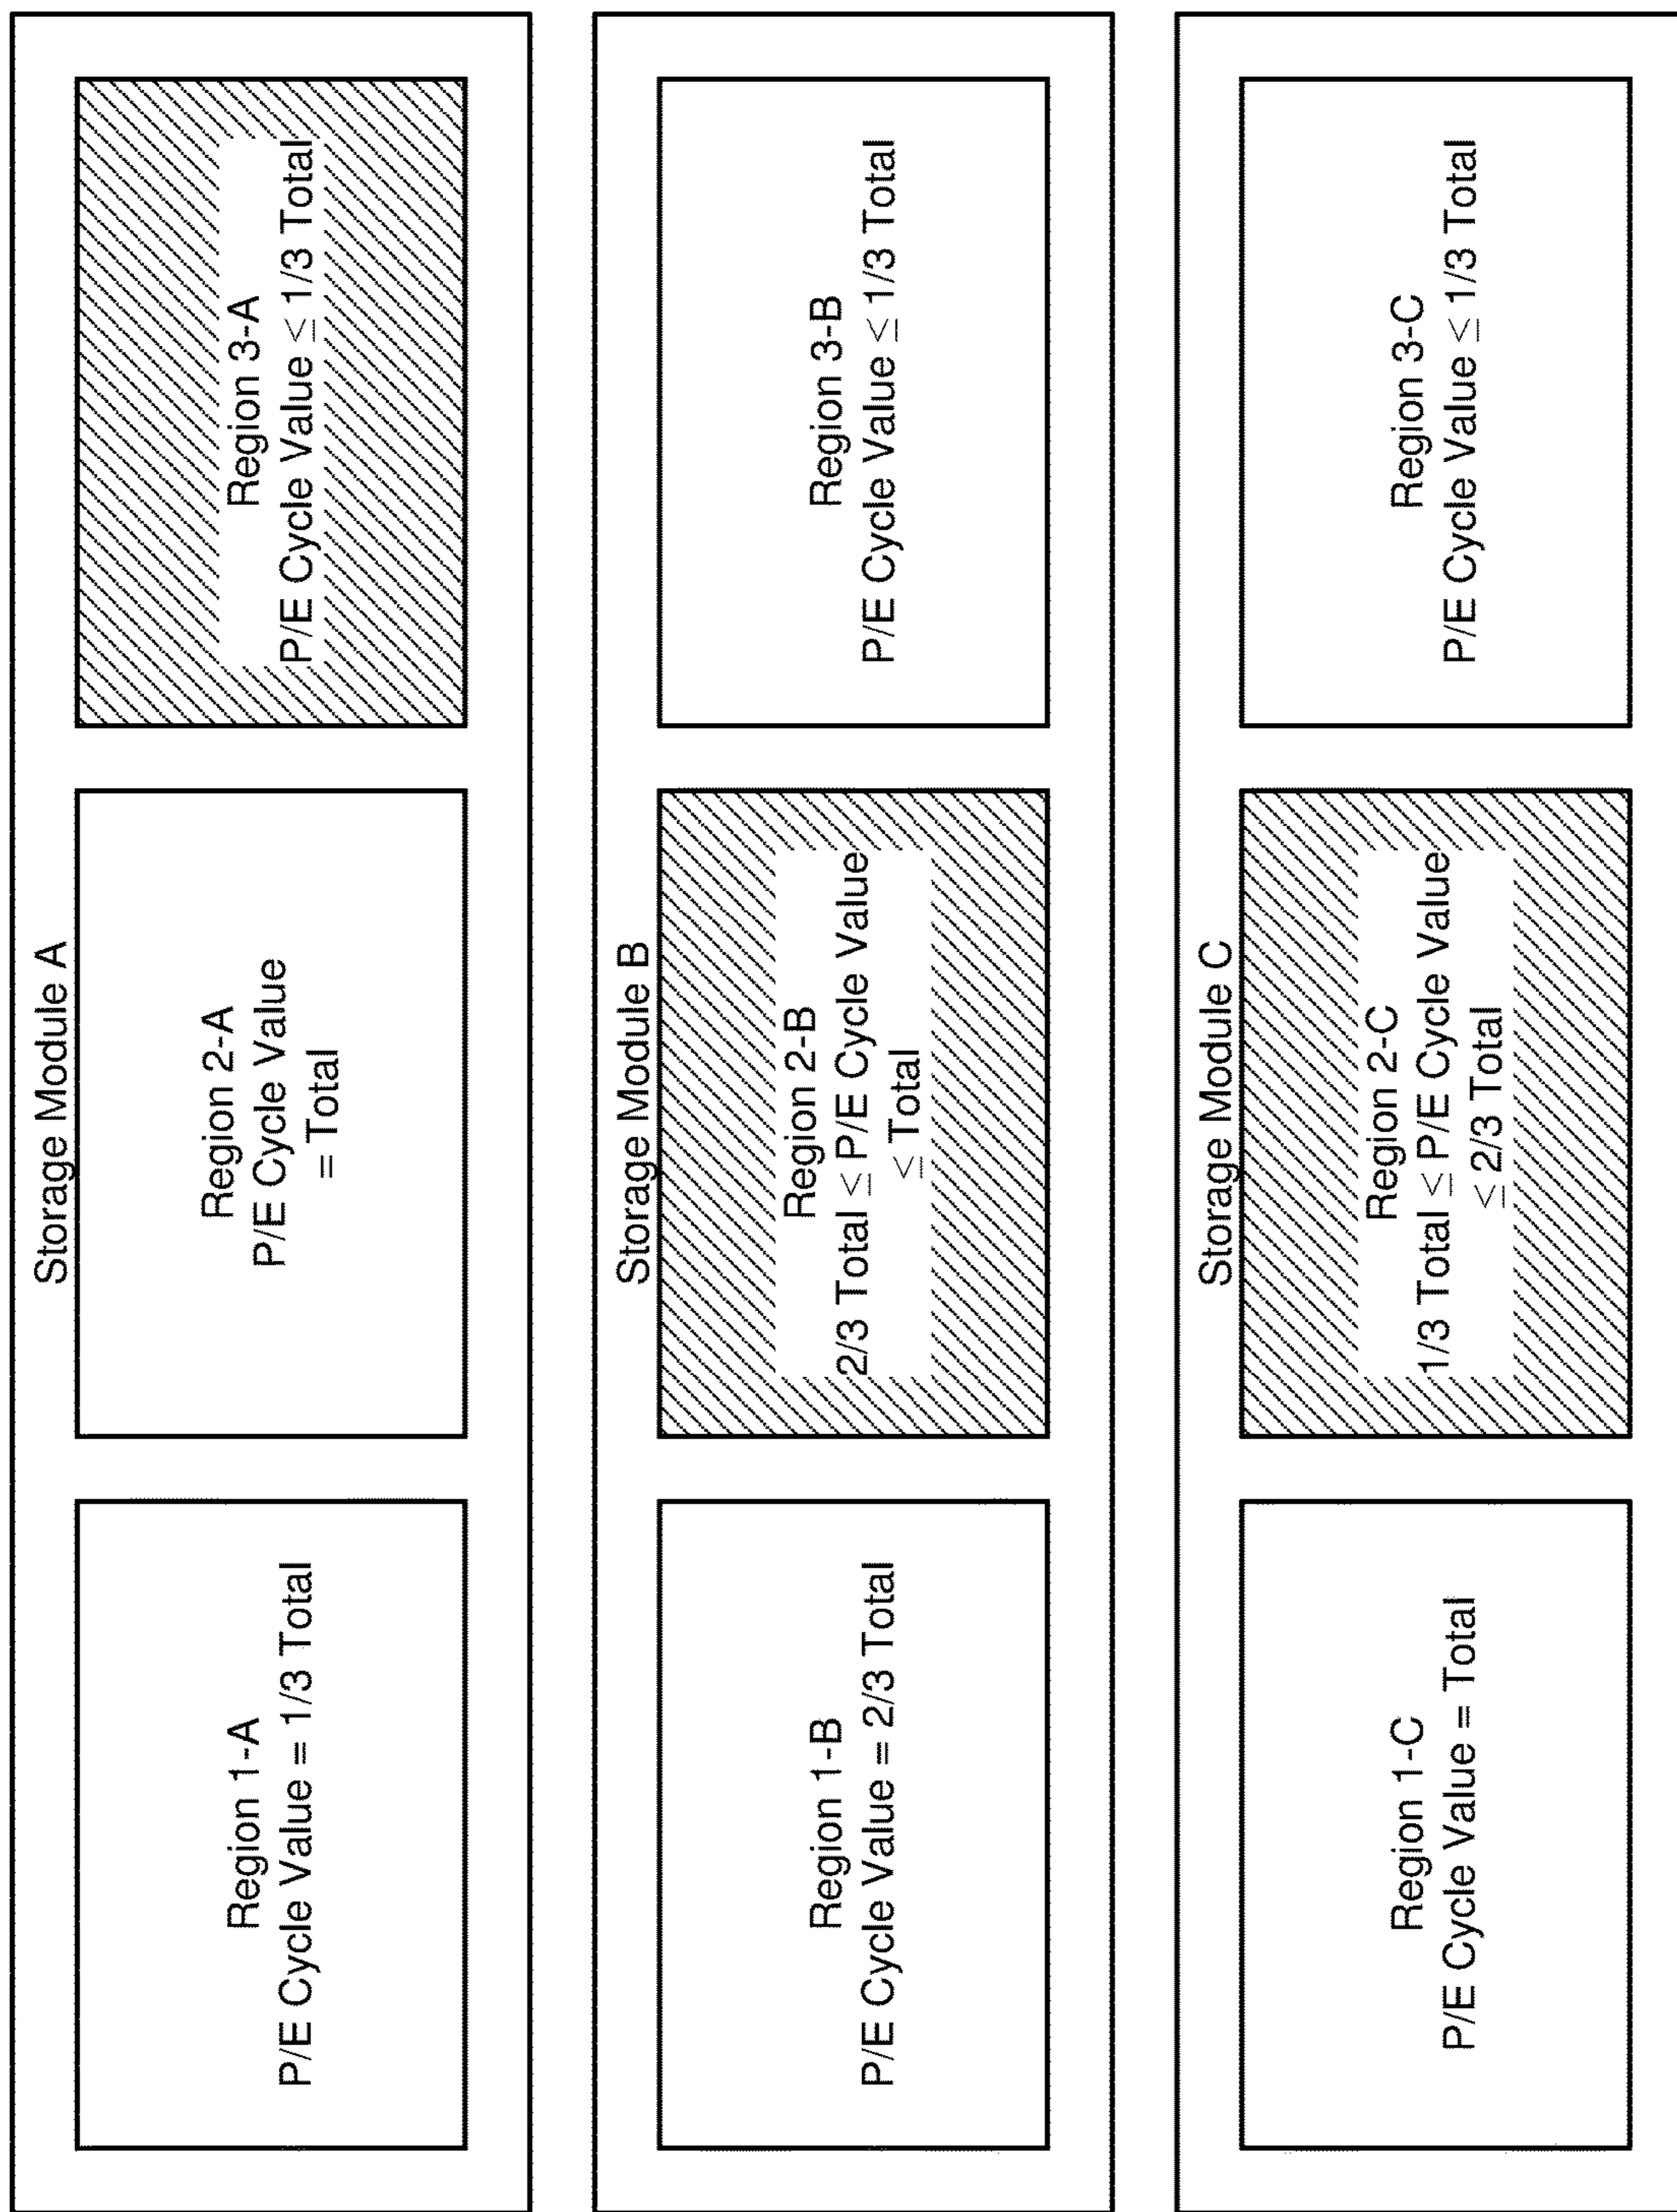 Storage Module A
Region 1-A
P/E Cycle Value = 1/3 Total
Region 2-A
P/E Cycle Value
= Total
Region 3-A
P/E Cycle Value ≤ 1/3 Total
Storage Module B
Region 1-B
P/E Cycle Value = 2/3 Total
Region 2-B
2/3 Total ≤ P/E Cycle Value
≤ Total
Region 3-B
P/E Cycle Value ≤ 1/3 Total
Storage Module C
Region 1-C
P/E Cycle Value = Total
Region 2-C
1/3 Total ≤ P/E Cycle Value
≤ 2/3 Total
Region 3-C
P/E Cycle Value ≤ 1/3 Total